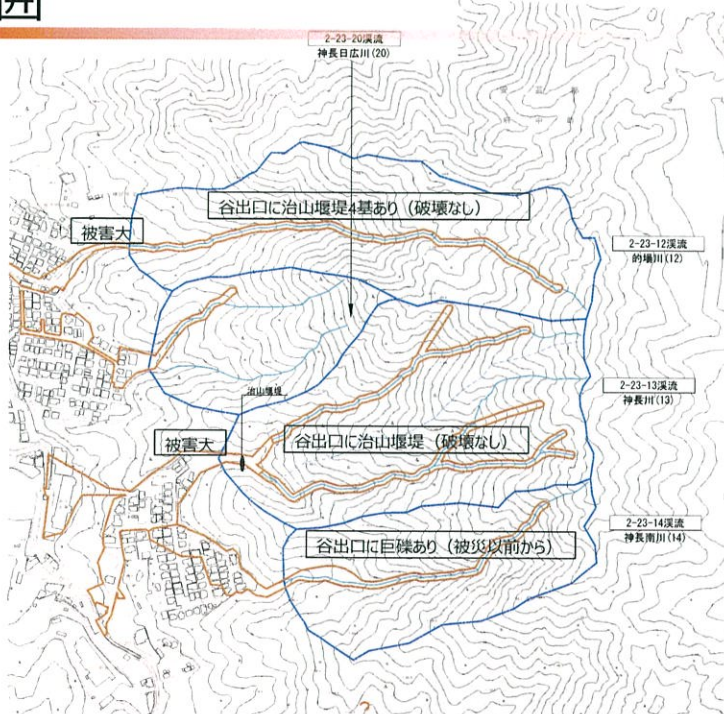 2-23-20渓流
神長日広川(20)
谷出口に治山堰堤4基あり（破壊なし）
被害大
2-23-12渓流
的場川(12)
2-23-13渓流
神長川(13)
治山堰堤
被害大
谷出口に治山堰堤（破壊なし）
2-23-14渓流
神長南川(14)
谷出口に巨礫あり（被災以前から）